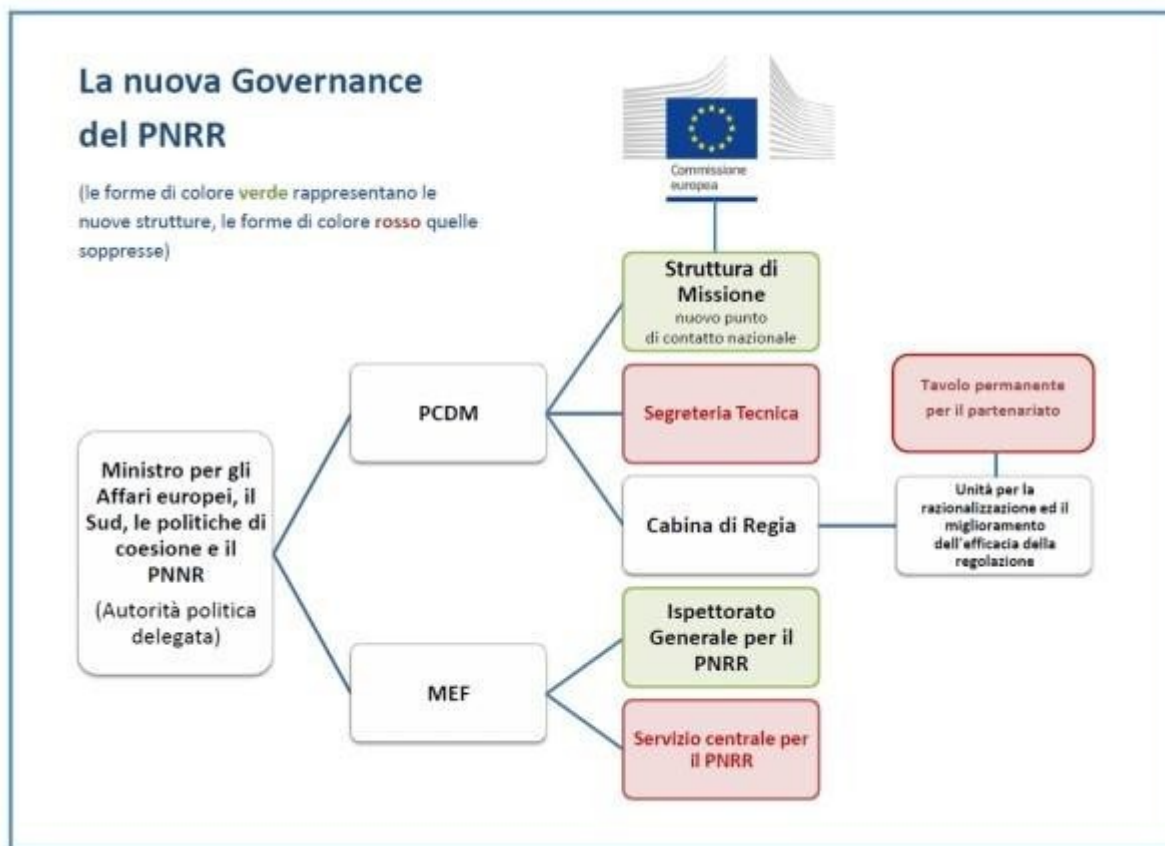 La nuova Governance
del PNRR
(le forme di colore verde rappresentano le
nuove strutture, le forme di colore rosso quelle
soppresse)
Commissione
europea
Struttura di
Missione
nuovo punto
di contatto nazionale
PCDM
Segreteria Tecnica
Tavolo permanente
per il partenariato
Ministro per gli
Affari europei, il
Sud, le politiche di
coesione e il
PNNR
(Autorità politica
delegata)
Cabina di Regia
Unità per la
razionalizzazione ed il
miglioramento
dell'efficacia della
regolazione
Ispettorato
Generale per il
PNRR
MEF
Servizio centrale per
il PNRR